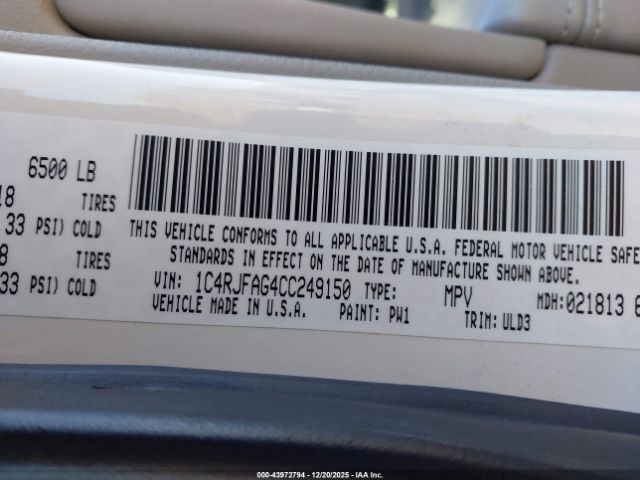 6500 LB
18 TIRES
33 PSI) COLD
8 TIRES
33 PSI) COLD
THIS VEHICLE CONFORMS TO ALL APPLICABLE U.S.A. FEDERAL MOTOR VEHICLE SAFE
STANDARDS IN EFFECT ON THE DATE OF MANUFACTURE SHOWN ABOVE.
VIN: 1C4RJFAG4CC249150 TYPE: MPV MDH:021813 6
VEHICLE MADE IN U.S.A. PAINT: PW1 TRIM: ULD3
00-43972794 - 12/20/2025 - IAA Inc.